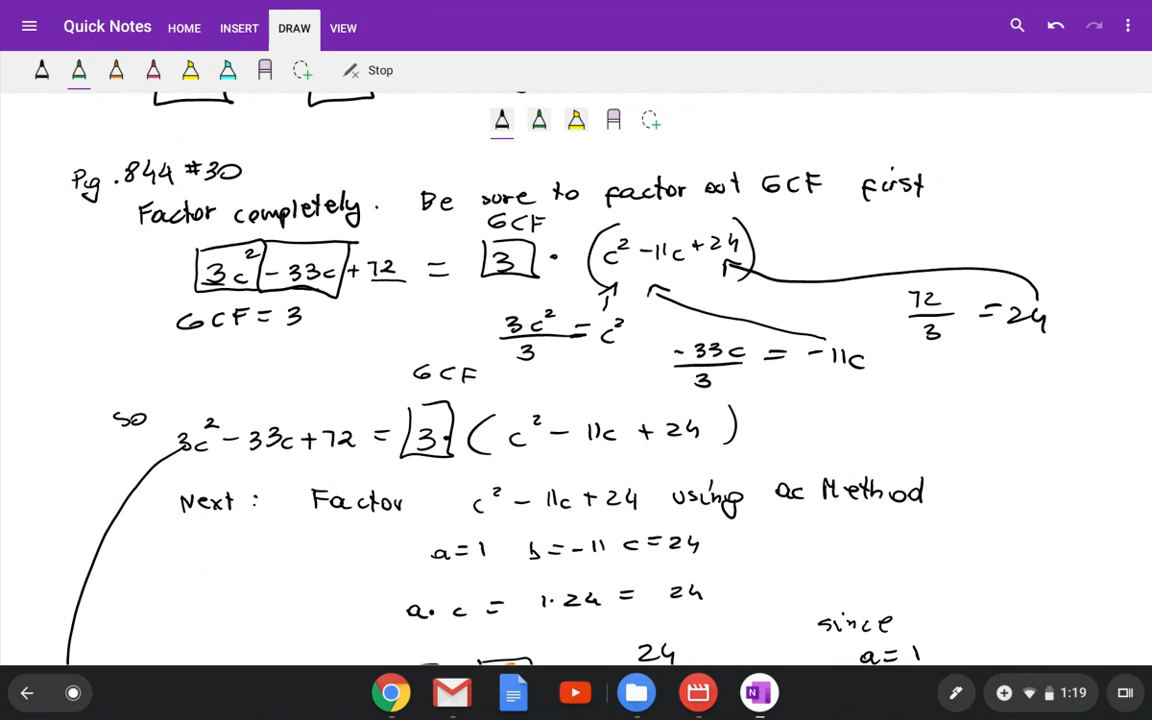 Quick Notes HOME INSERT DRAW VIEW
Stop
Pg. 844 #30
Factor completely. Be sure to factor out GCF first
GCF
3c² - 33c + 72 = 3 · (c² - 11c + 24)
GCF = 3
3c²/3 = c²
-33c/3 = -11c
72/3 = 24
GCF
so 3c² - 33c + 72 = 3· (c² - 11c + 24)
Next: Factor c² - 11c + 24 using ac Method
a=1 b=-11 c=24
a·c = 1·24 = 24
since
24
a=1
1:19